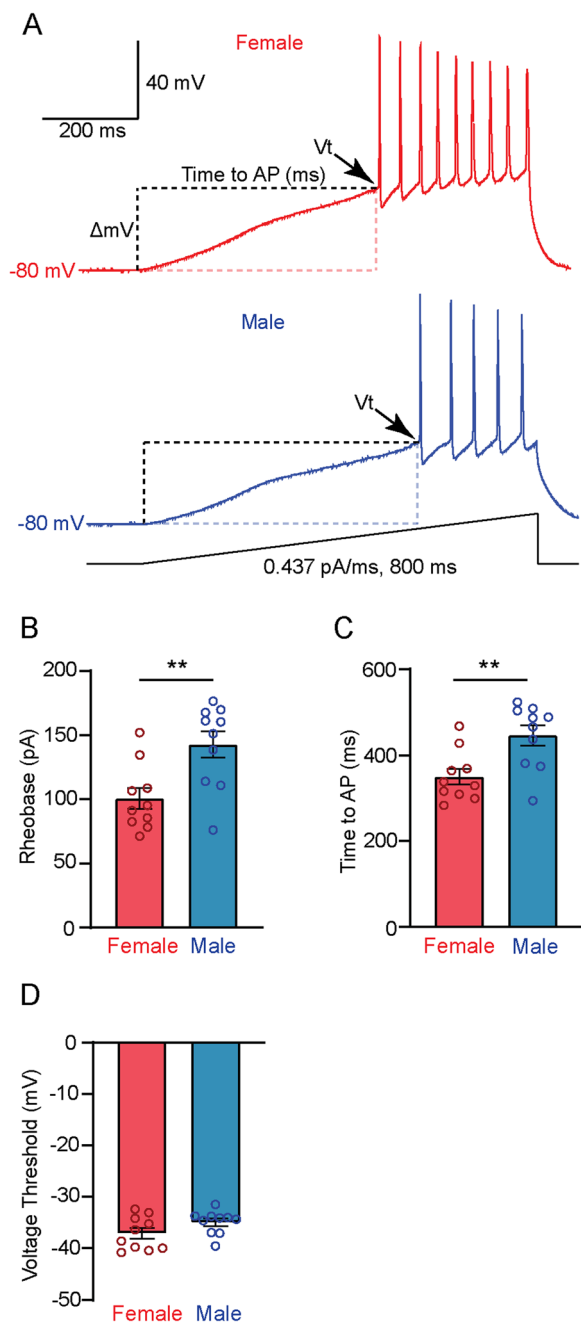 A
Female
40 mV
200 ms
Vt
Time to AP (ms)
ΔmV
-80 mV
Male
Vt
-80 mV
0.437 pA/ms, 800 ms
B
**
200
150
100
50
0
Rheobase (pA)
Female Male
C
**
600
400
200
0
Time to AP (ms)
Female Male
D
0
-10
-20
-30
-40
-50
Voltage Threshold (mV)
Female Male